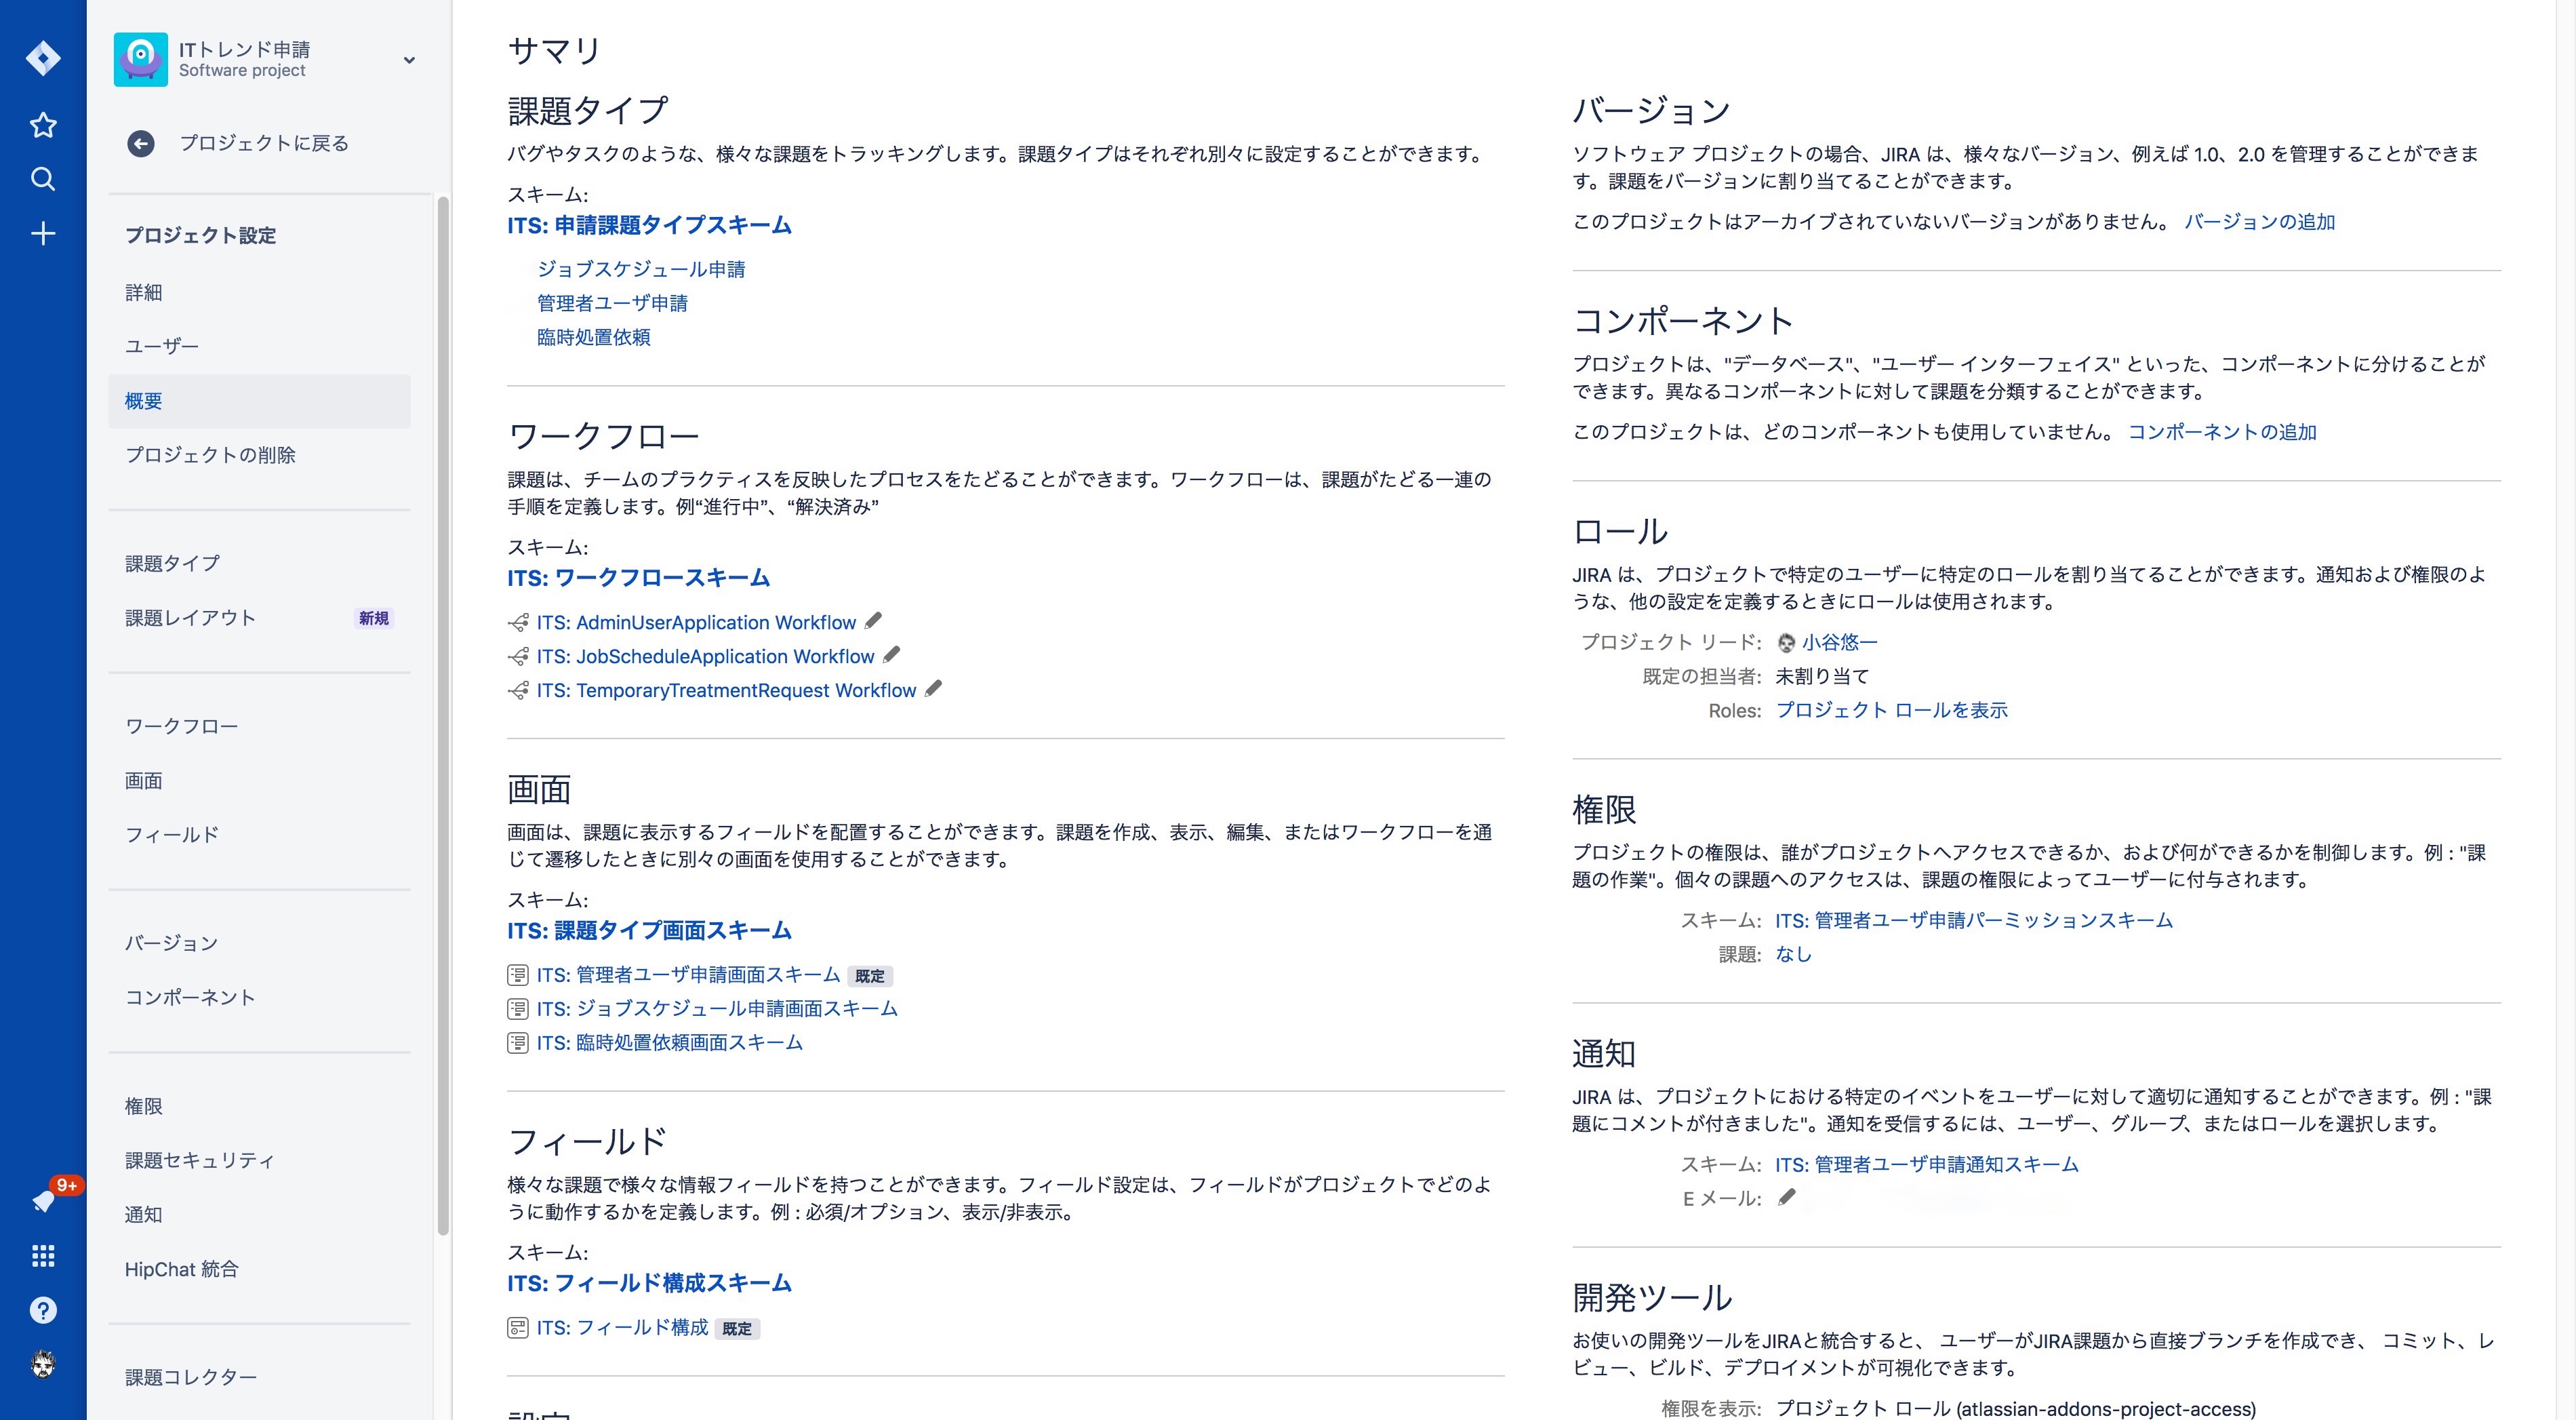 ITトレンド申請
Software project
プロジェクトに戻る
プロジェクト設定
詳細
ユーザー
概要
プロジェクトの削除
課題タイプ
課題レイアウト 新規
ワークフロー
画面
フィールド
バージョン
コンポーネント
権限
課題セキュリティ
通知
HipChat 統合
課題コレクター
9+
サマリ
課題タイプ
バグやタスクのような、様々な課題をトラッキングします。課題タイプはそれぞれ別々に設定することができます。
スキーム:
ITS: 申請課題タイプスキーム
ジョブスケジュール申請
管理者ユーザ申請
臨時処置依頼
ワークフロー
課題は、チームのプラクティスを反映したプロセスをたどることができます。ワークフローは、課題がたどる一連の
手順を定義します。例“進行中”、“解決済み”
スキーム:
ITS: ワークフロースキーム
ITS: AdminUserApplication Workflow
ITS: JobScheduleApplication Workflow
ITS: TemporaryTreatmentRequest Workflow
画面
画面は、課題に表示するフィールドを配置することができます。課題を作成、表示、編集、またはワークフローを通
じて遷移したときに別々の画面を使用することができます。
スキーム:
ITS: 課題タイプ画面スキーム
ITS: 管理者ユーザ申請画面スキーム 既定
ITS: ジョブスケジュール申請画面スキーム
ITS: 臨時処置依頼画面スキーム
フィールド
様々な課題で様々な情報フィールドを持つことができます。フィールド設定は、フィールドがプロジェクトでどのよ
うに動作するかを定義します。例 : 必須/オプション、表示/非表示。
スキーム:
ITS: フィールド構成スキーム
ITS: フィールド構成 既定
バージョン
ソフトウェア プロジェクトの場合、JIRA は、様々なバージョン、例えば 1.0、2.0 を管理することができま
す。課題をバージョンに割り当てることができます。
このプロジェクトはアーカイブされていないバージョンがありません。 バージョンの追加
コンポーネント
プロジェクトは、"データベース"、"ユーザー インターフェイス" といった、コンポーネントに分けることが
できます。異なるコンポーネントに対して課題を分類することができます。
このプロジェクトは、どのコンポーネントも使用していません。 コンポーネントの追加
ロール
JIRA は、プロジェクトで特定のユーザーに特定のロールを割り当てることができます。通知および権限のよ
うな、他の設定を定義するときにロールは使用されます。
プロジェクト リード: 小谷悠一
既定の担当者: 未割り当て
Roles: プロジェクト ロールを表示
権限
プロジェクトの権限は、誰がプロジェクトへアクセスできるか、および何ができるかを制御します。例 : "課
題の作業"。個々の課題へのアクセスは、課題の権限によってユーザーに付与されます。
スキーム: ITS: 管理者ユーザ申請パーミッションスキーム
課題: なし
通知
JIRA は、プロジェクトにおける特定のイベントをユーザーに対して適切に通知することができます。例 : "課
題にコメントが付きました"。通知を受信するには、ユーザー、グループ、またはロールを選択します。
スキーム: ITS: 管理者ユーザ申請通知スキーム
E メール:
開発ツール
お使いの開発ツールをJIRAと統合すると、 ユーザーがJIRA課題から直接ブランチを作成でき、 コミット、レ
ビュー、ビルド、デプロイメントが可視化できます。
権限を表示: プロジェクト ロール (atlassian-addons-project-access)